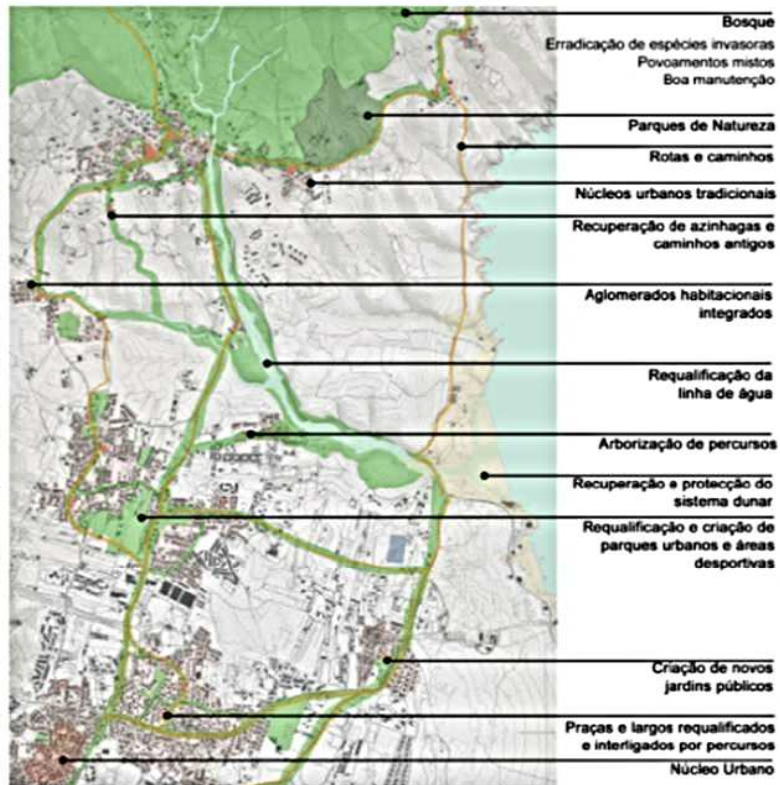 Bosque
Erradicação de espécies invasoras
Povoamentos mistos
Boa manutenção
Parques de Natureza
Rotas e caminhos
Núcleos urbanos tradicionais
Recuperação de azinhagas e
caminhos antigos
Aglomerados habitacionais
integrados
Requalificação da
linha de água
Arborização de percursos
Recuperação e protecção do
sistema dunar
Requalificação e criação de
parques urbanos e áreas
desportivas
Criação de novos
jardins públicos
Praças e largos requalificados
e interligados por percursos
Núcleo Urbano